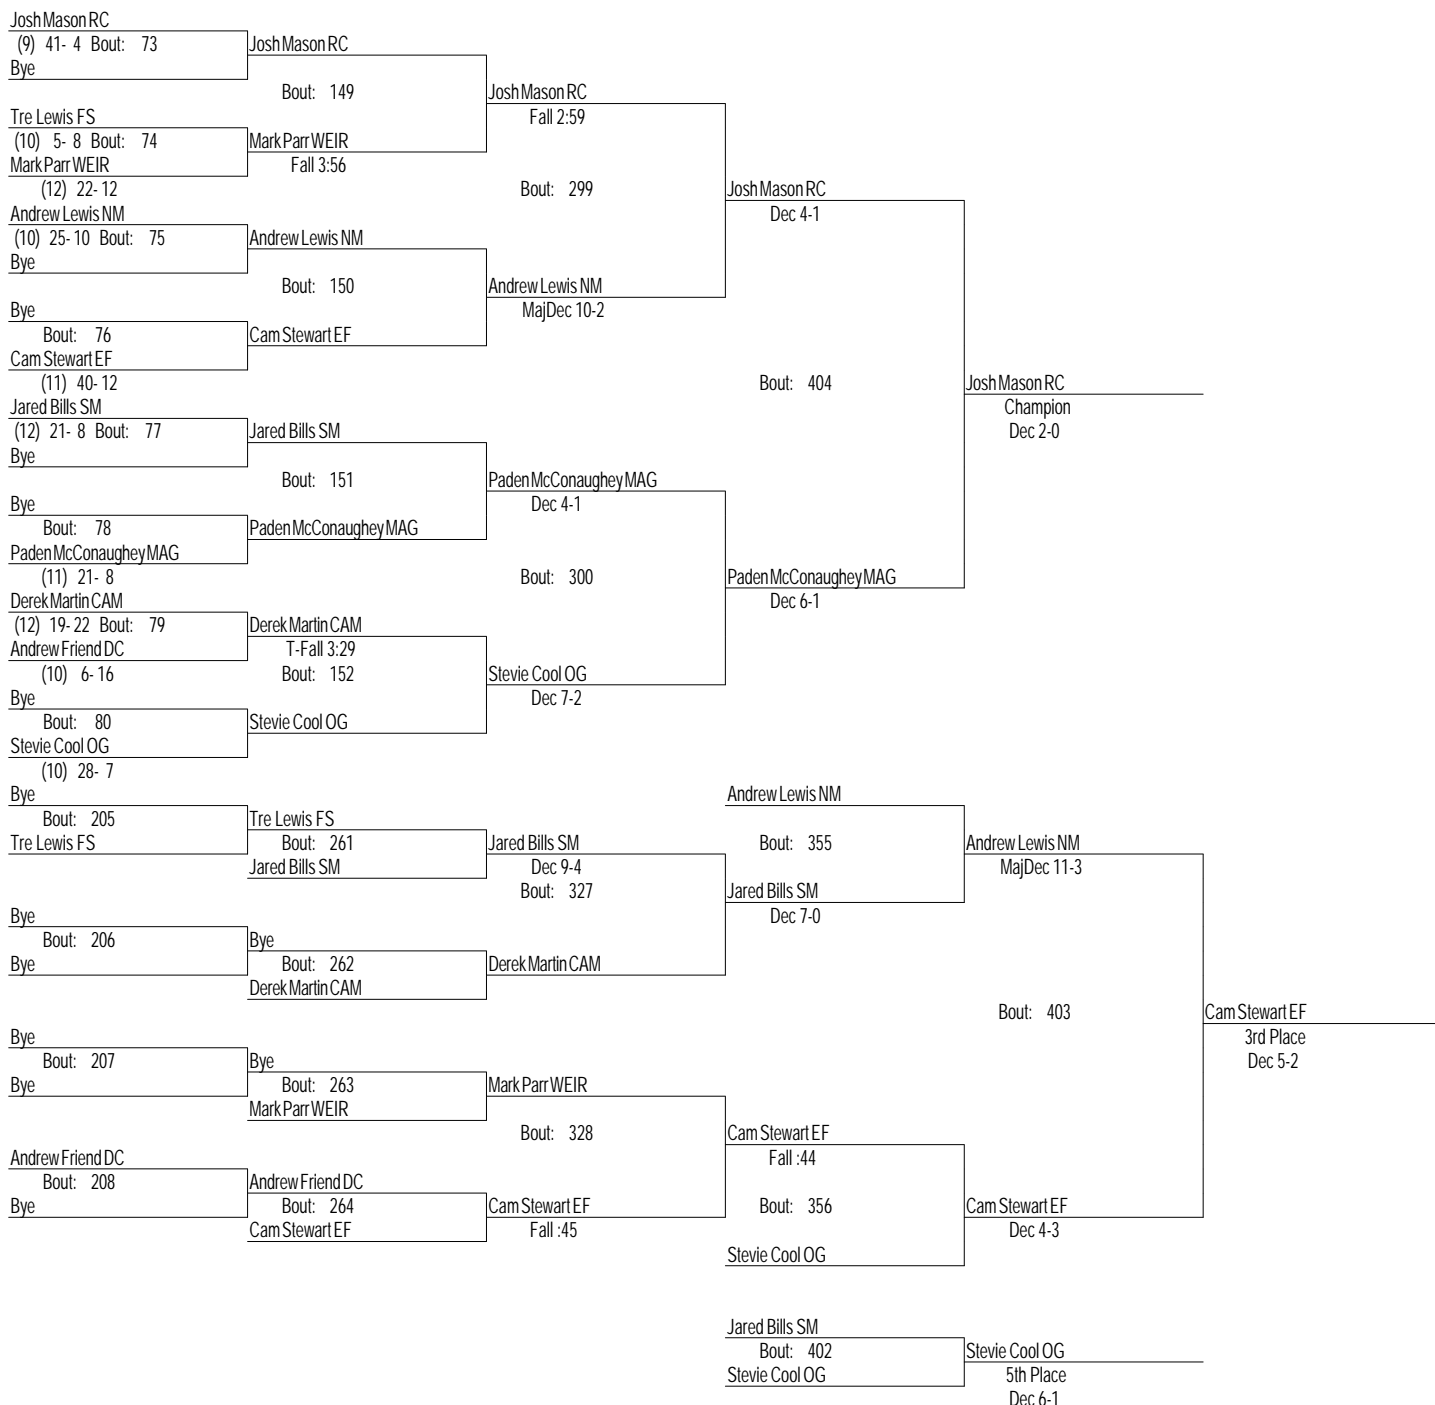 Josh Mason RC
(9) 41- 4 Bout: 73
Bye
Josh Mason RC
Bout: 149
Tre Lewis FS
(10) 5- 8 Bout: 74
Mark Parr WEIR
(12) 22- 12
Mark Parr WEIR
Fall 3:56
Josh Mason RC
Fall 2:59
Bout: 299
Andrew Lewis NM
(10) 25- 10 Bout: 75
Bye
Andrew Lewis NM
Bout: 150
Bye
Bout: 76
Cam Stewart EF
(11) 40- 12
Cam Stewart EF
Andrew Lewis NM
MajDec 10-2
Josh Mason RC
Dec 4-1
Bout: 404
Jared Bills SM
(12) 21- 8 Bout: 77
Bye
Jared Bills SM
Bout: 151
Bye
Bout: 78
Paden McConaughey MAG
(11) 21- 8
Paden McConaughey MAG
Paden McConaughey MAG
Dec 4-1
Bout: 300
Derek Martin CAM
(12) 19- 22 Bout: 79
Andrew Friend DC
(10) 6- 16
Derek Martin CAM
T-Fall 3:29
Bout: 152
Bye
Bout: 80
Stevie Cool OG
(10) 28- 7
Stevie Cool OG
Stevie Cool OG
Dec 7-2
Paden McConaughey MAG
Dec 6-1
Josh Mason RC
Champion
Dec 2-0
Bye
Bout: 205
Tre Lewis FS
Tre Lewis FS
Bout: 261
Jared Bills SM
Jared Bills SM
Dec 9-4
Bout: 327
Bye
Bout: 206
Bye
Bye
Bout: 262
Derek Martin CAM
Derek Martin CAM
Andrew Lewis NM
Bout: 355
Jared Bills SM
Dec 7-0
Andrew Lewis NM
MajDec 11-3
Bout: 403
Bye
Bout: 207
Bye
Bye
Bout: 263
Mark Parr WEIR
Mark Parr WEIR
Bout: 328
Andrew Friend DC
Bout: 208
Bye
Andrew Friend DC
Bout: 264
Cam Stewart EF
Cam Stewart EF
Fall :45
Cam Stewart EF
Fall :44
Bout: 356
Stevie Cool OG
Cam Stewart EF
Dec 4-3
Cam Stewart EF
3rd Place
Dec 5-2
Jared Bills SM
Bout: 402
Stevie Cool OG
Stevie Cool OG
5th Place
Dec 6-1